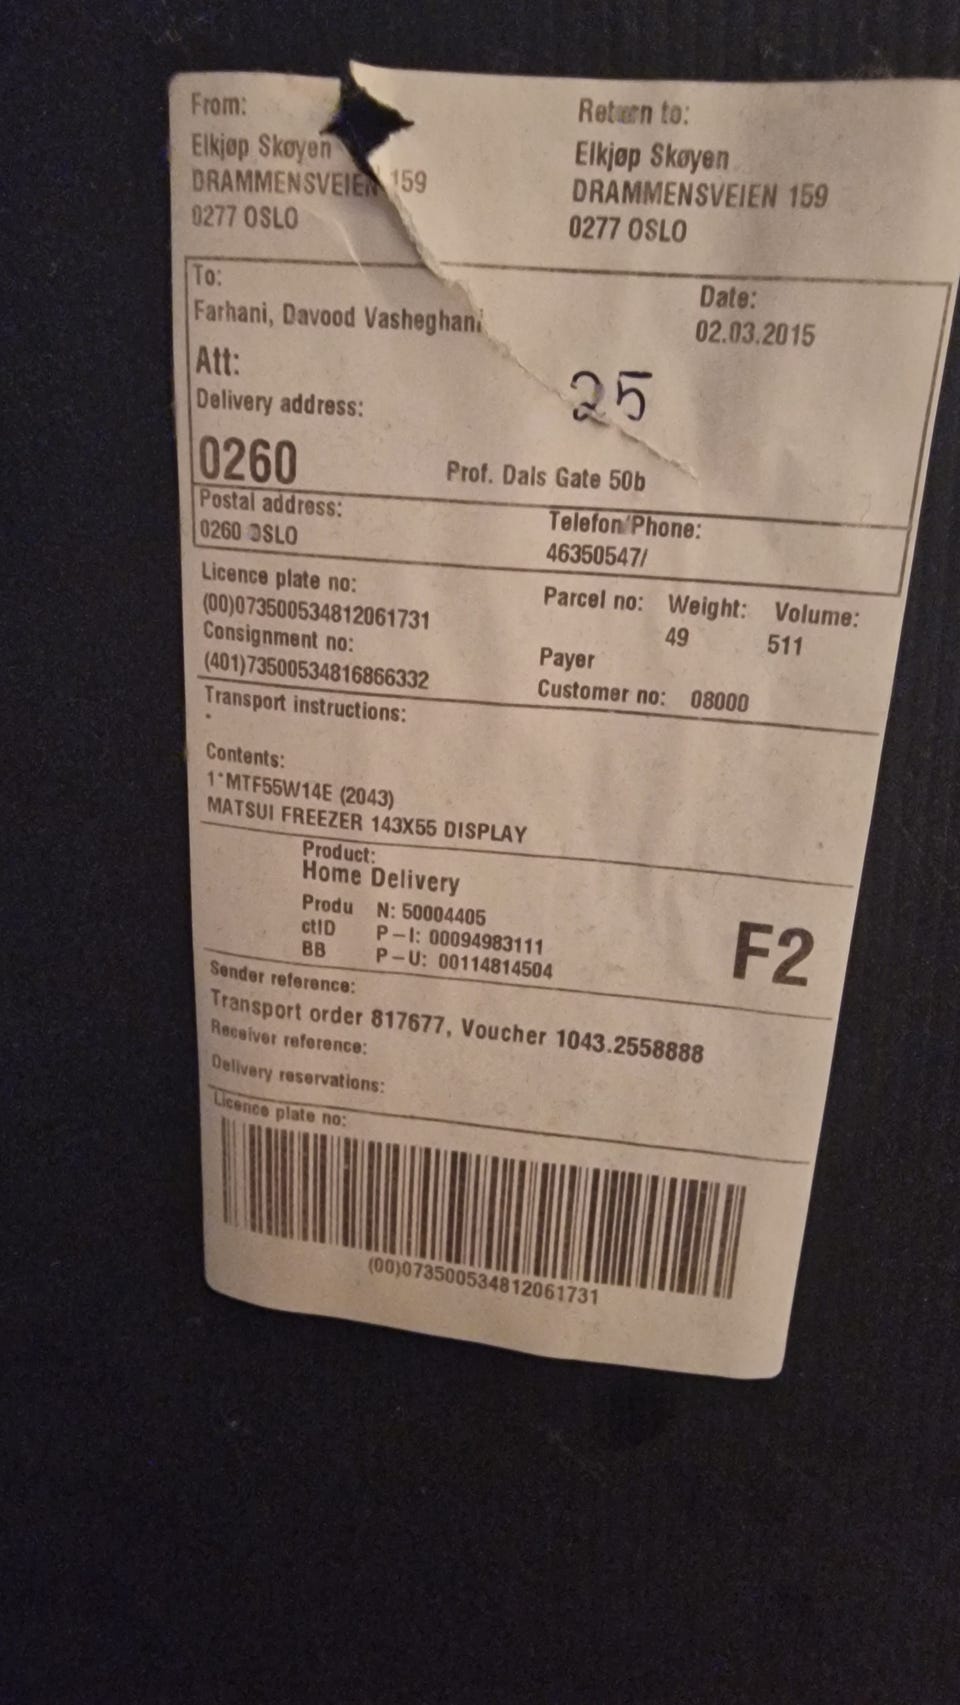 From:
Elkjøp Skøyen
DRAMMENSVEIEN 159
0277 OSLO
Return to:
Elkjøp Skøyen
DRAMMENSVEIEN 159
0277 OSLO
To:
Farhani, Davood Vasheghani
Date:
02.03.2015
Att:
25
Delivery address:
0260 Prof. Dals Gate 50b
Postal address:
0260 OSLO
Telefon/Phone:
46350547/
Licence plate no:
(00)073500534812061731
Consignment no:
(401)73500534816866332
Parcel no: Weight: Volume:
49 511
Payer
Customer no: 08000
Transport instructions:
.
Contents:
1*MTF55W14E (2043)
MATSUI FREEZER 143X55 DISPLAY
Product:
Home Delivery
Produ N: 50004405
ctID P-I: 00094983111
BB P-U: 00114814504
F2
Sender reference:
Transport order 817677, Voucher 1043.2558888
Receiver reference:
Delivery reservations:
Licence plate no:
(00)073500534812061731